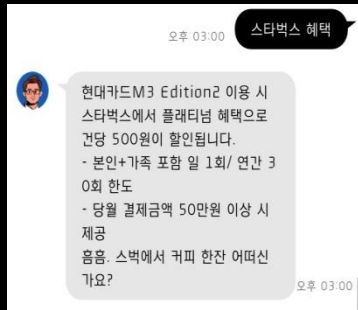 오후 03:00
스타벅스 혜택
현대카드M3 Edition2 이용 시
스타벅스에서 플래티넘 혜택으로
건당 500원이 할인됩니다.
- 본인+가족 포함 일 1회/ 연간 3
0회 한도
- 당월 결제금액 50만원 이상 시
제공
흠흠. 스벅에서 커피 한잔 어떠신
가요?
오후 03:00